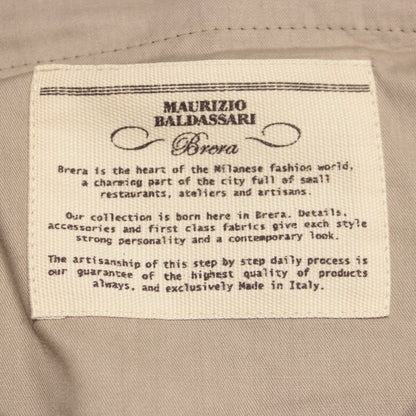 MAURIZIO
BALDASSARI
Brera
Brera is the heart of the Milanese fashion world,
a charming part of the city full of small
restaurants, ateliers and artisans.
Our collection is born here in Brera. Details,
accessories and first class fabrics give each style
strong personality and a contemporary look.
The artisanship of this step by step daily process is
our guarantee of the highest quality of products
always, and exclusively Made in Italy.